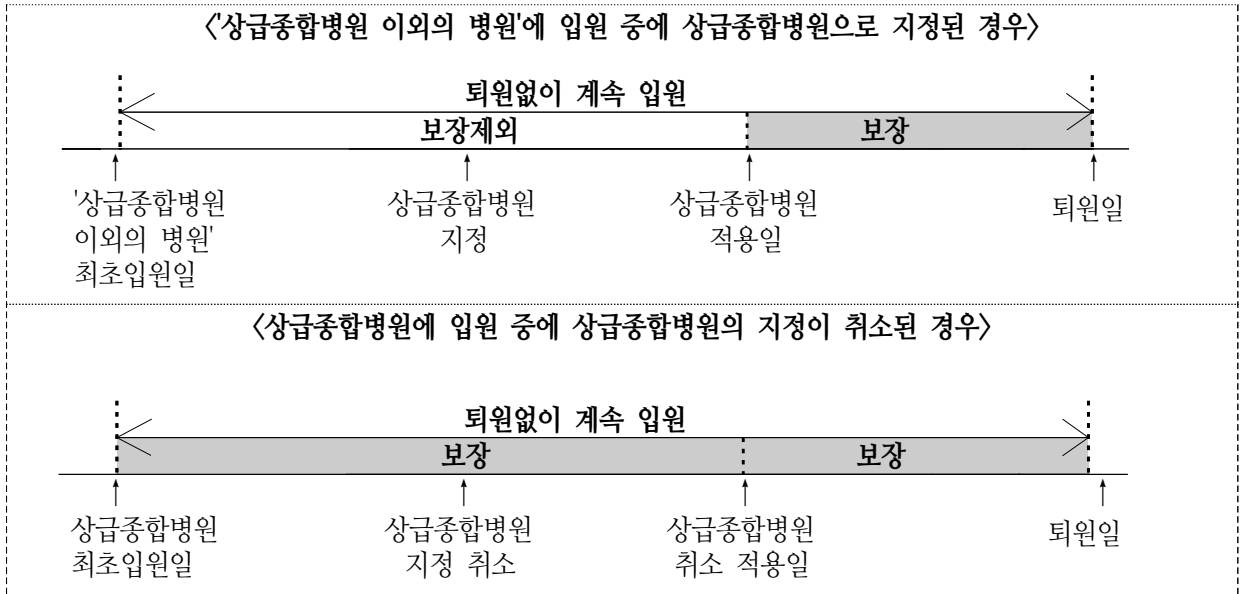 <'상급종합병원 이외의 병원'에 입원 중에 상급종합병원으로 지정된 경우>
퇴원없이 계속 입원
보장제외
보장
'상급종합병원
이외의 병원'
최초입원일
상급종합병원
지정
상급종합병원
적용일
퇴원일
<상급종합병원에 입원 중에 상급종합병원의 지정이 취소된 경우>
퇴원없이 계속 입원
보장
보장
상급종합병원
최초입원일
상급종합병원
지정 취소
상급종합병원
취소 적용일
퇴원일